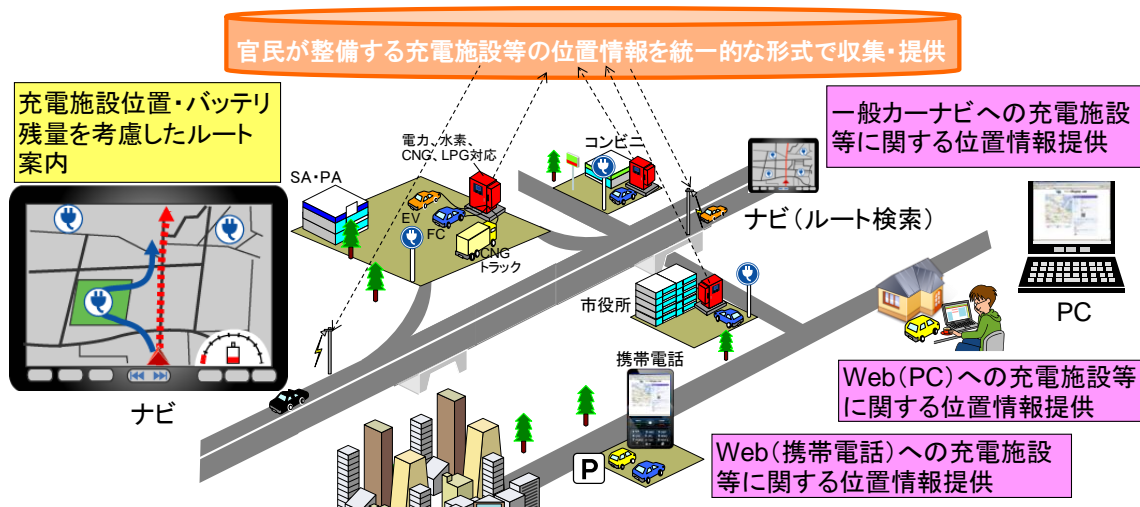 官民が整備する充電施設等の位置情報を統一的な形式で収集・提供
充電施設位置・バッテリ
残量を考慮したルート
案内
ナビ
SA・PA
電力、水素、
CNG、LPG対応
EV
FC
CNG
トラック
コンビニ
ナビ(ルート検索)
一般カーナビへの充電施設
等に関する位置情報提供
市役所
PC
携帯電話
P
Web(PC)への充電施設等
に関する位置情報提供
Web(携帯電話)への充電施設
等に関する位置情報提供